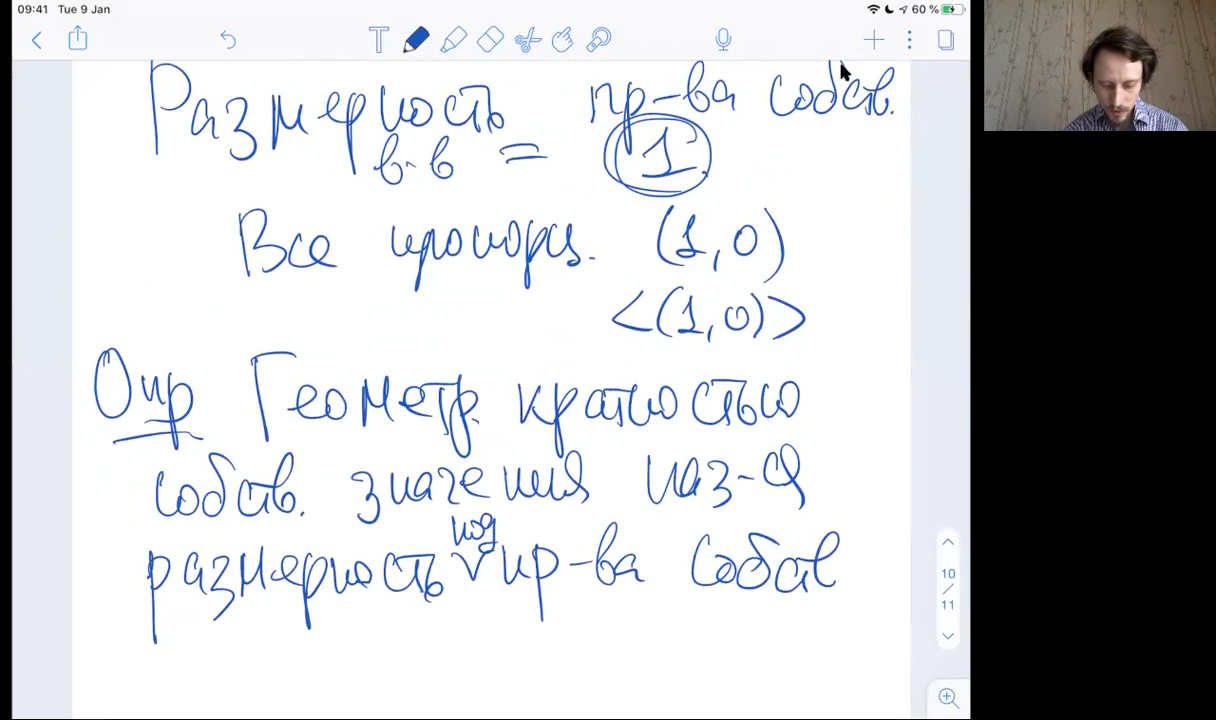 09:41 Tue 9 Jan 60 %
Размерность пр-ва собств.
в-в = 1
Все пропорц. (1,0)
<(1,0)>
Опр Геометр. кратностью
собств. значения наз-ся
под
размерность пр-ва собств
10
/
11